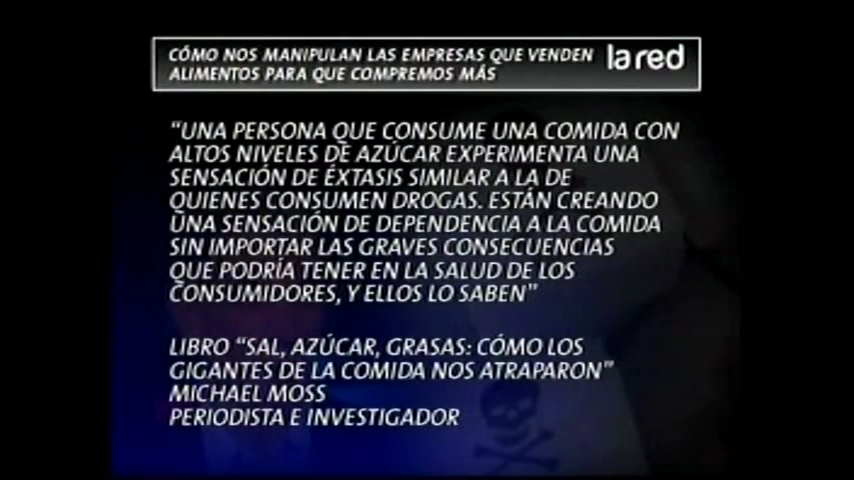 CÓMO NOS MANIPULAN LAS EMPRESAS QUE VENDEN
ALIMENTOS PARA QUE COMPREMOS MÁS
la red
"UNA PERSONA QUE CONSUME UNA COMIDA CON
ALTOS NIVELES DE AZÚCAR EXPERIMENTA UNA
SENSACIÓN DE ÉXTASIS SIMILAR A LA DE
QUIENES CONSUMEN DROGAS. ESTÁN CREANDO
UNA SENSACIÓN DE DEPENDENCIA A LA COMIDA
SIN IMPORTAR LAS GRAVES CONSECUENCIAS
QUE PODRÍA TENER EN LA SALUD DE LOS
CONSUMIDORES, Y ELLOS LO SABEN"
LIBRO "SAL, AZÚCAR, GRASAS: CÓMO LOS
GIGANTES DE LA COMIDA NOS ATRAPARON"
MICHAEL MOSS
PERIODISTA E INVESTIGADOR